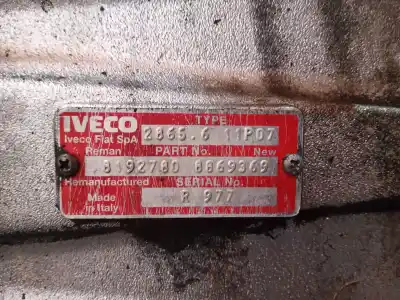 IVECO TYPE
Iveco Fiat SpA 2865.6 11P07
Reman PART No. New
8192780 8869369
Remanufactured SERIAL No.
R 977
Made
in Italy